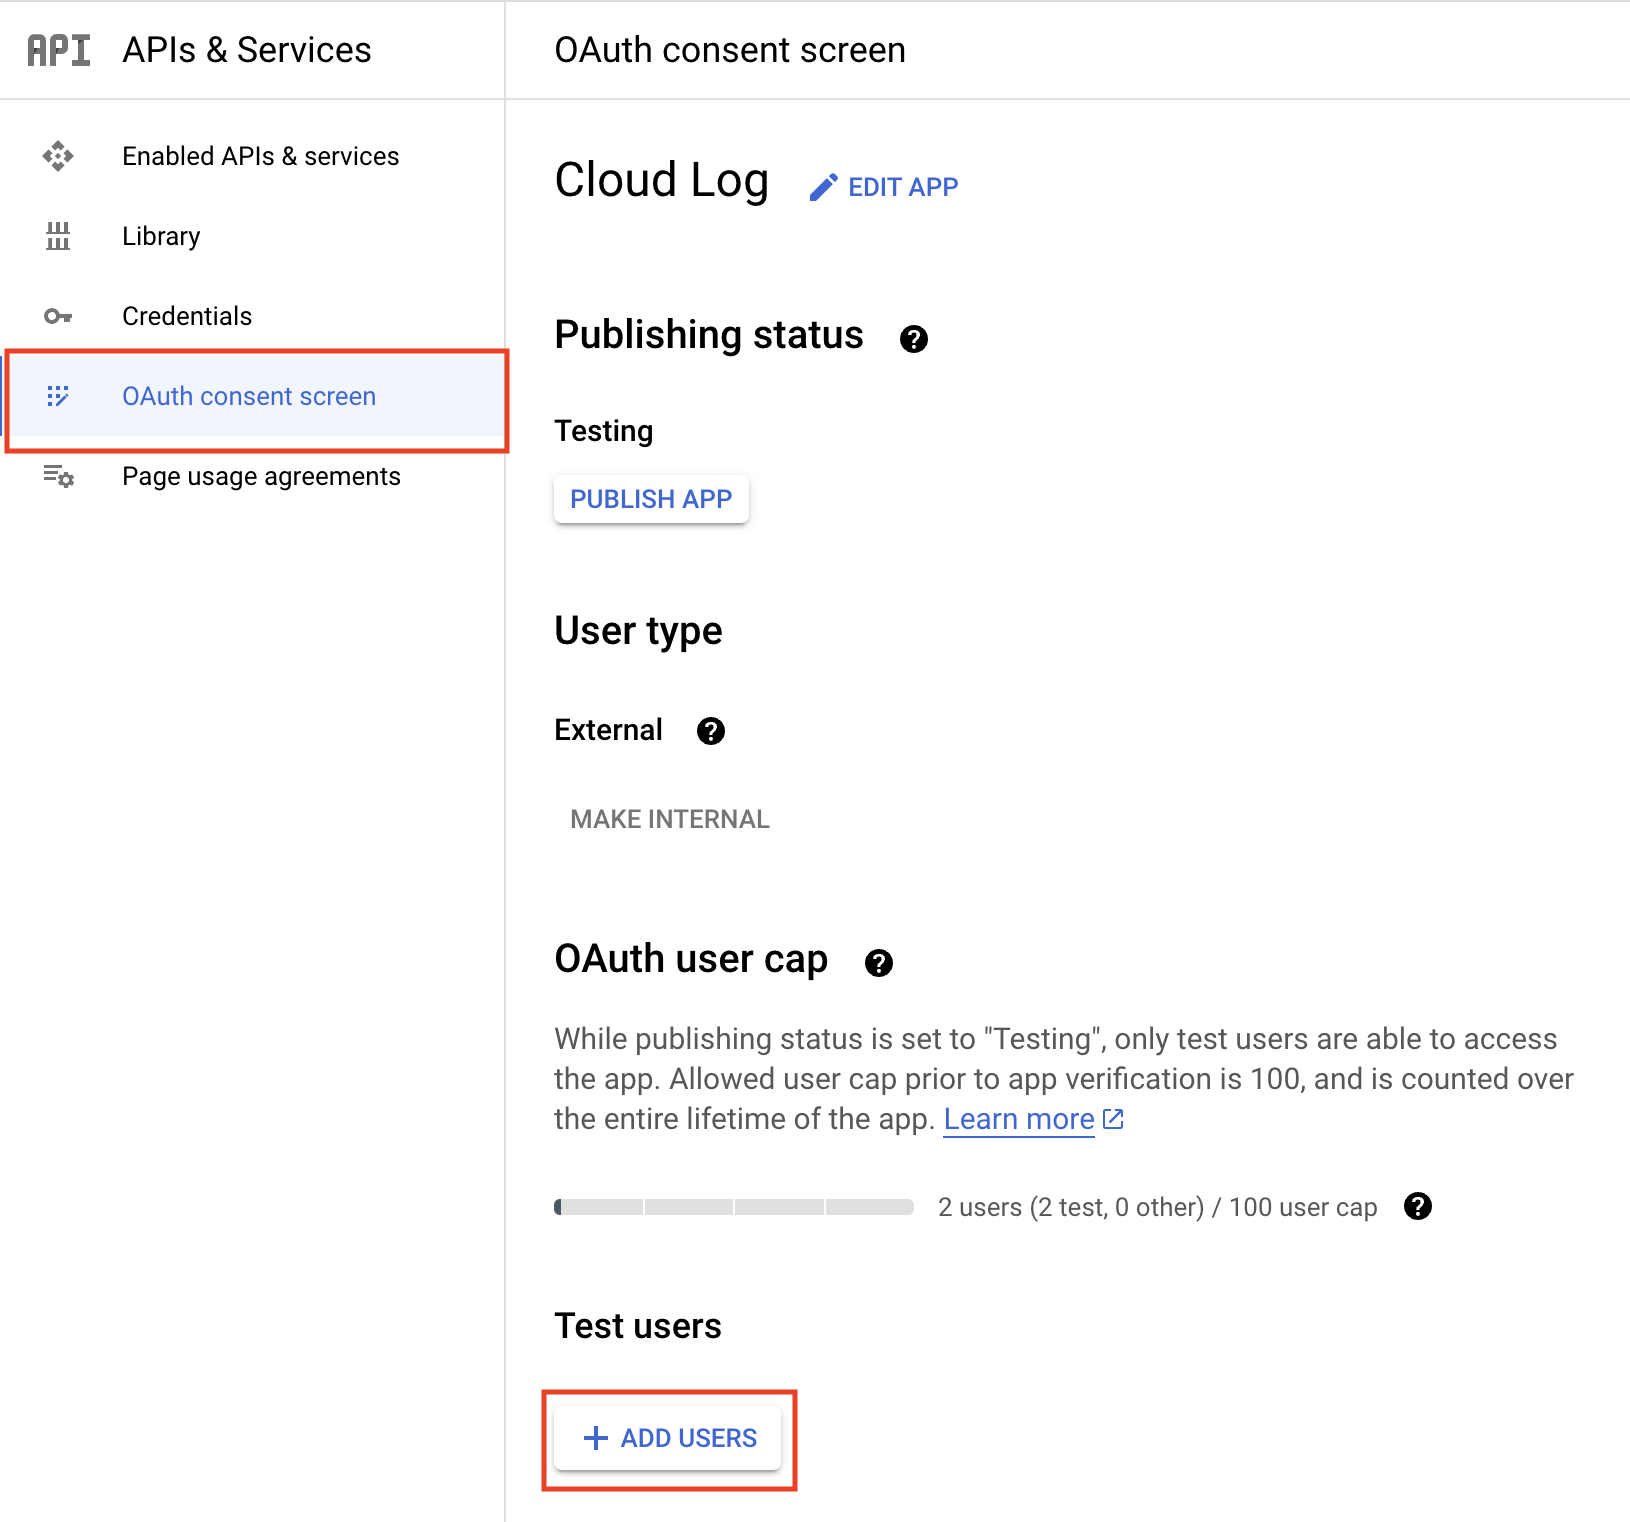 API APIs & Services
OAuth consent screen
Enabled APIs & services
Library
Credentials
OAuth consent screen
Page usage agreements
Cloud Log
EDIT APP
Publishing status
Testing
PUBLISH APP
User type
External
MAKE INTERNAL
OAuth user cap
While publishing status is set to "Testing", only test users are able to access
the app. Allowed user cap prior to app verification is 100, and is counted over
the entire lifetime of the app. Learn more
2 users (2 test, 0 other) / 100 user cap
Test users
+ ADD USERS